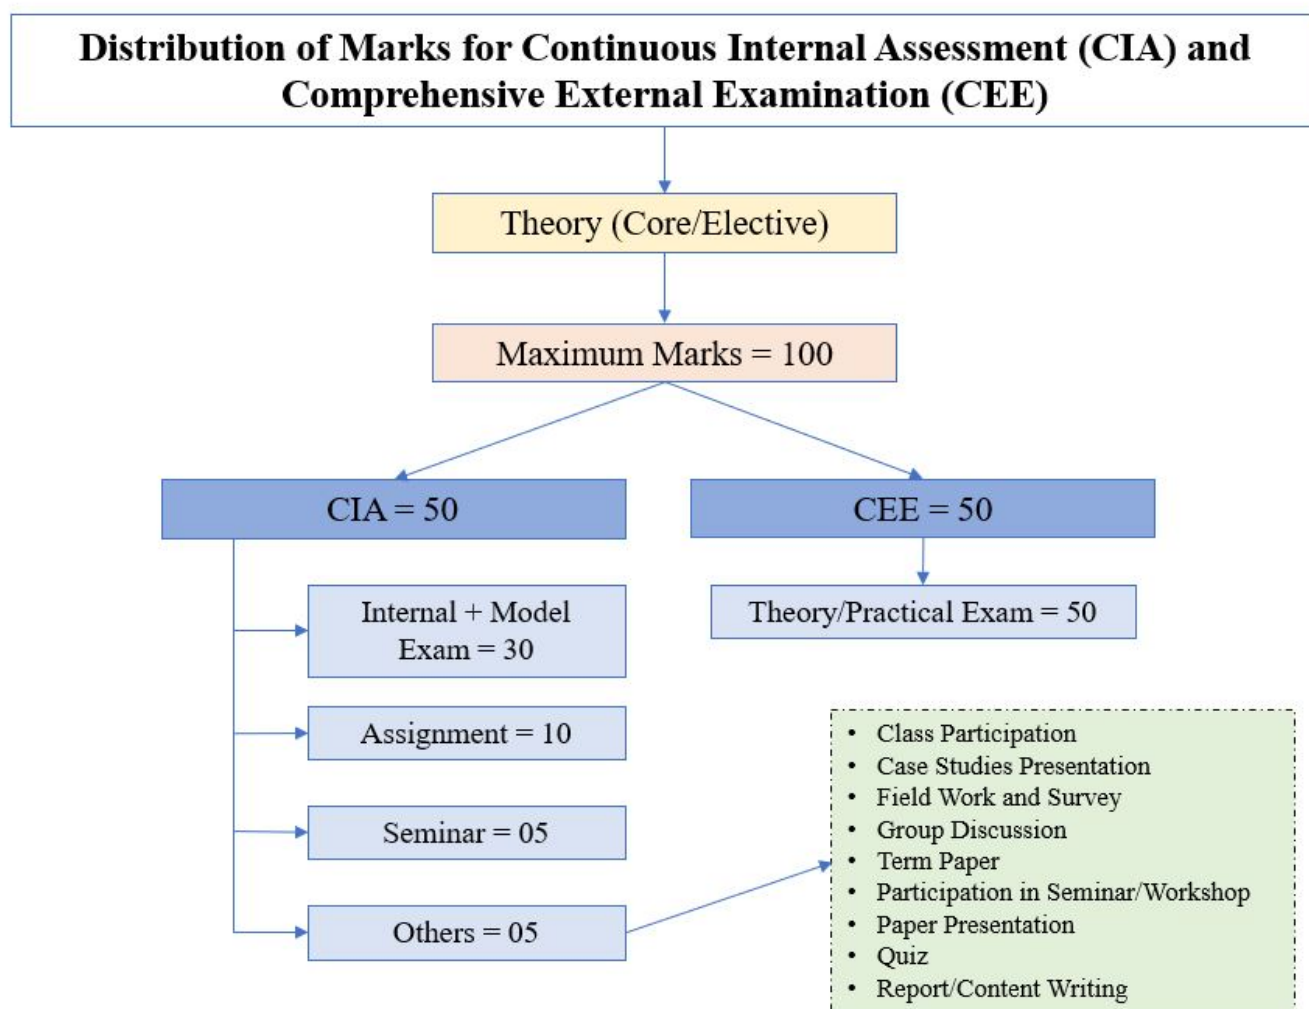 Distribution of Marks for Continuous Internal Assessment (CIA) and
Comprehensive External Examination (CEE)
Theory (Core/Elective)
Maximum Marks = 100
CIA = 50
CEE = 50
Internal + Model
Exam = 30
Theory/Practical Exam = 50
Assignment = 10
Seminar = 05
Others = 05
• Class Participation
• Case Studies Presentation
• Field Work and Survey
• Group Discussion
• Term Paper
• Participation in Seminar/Workshop
• Paper Presentation
• Quiz
• Report/Content Writing